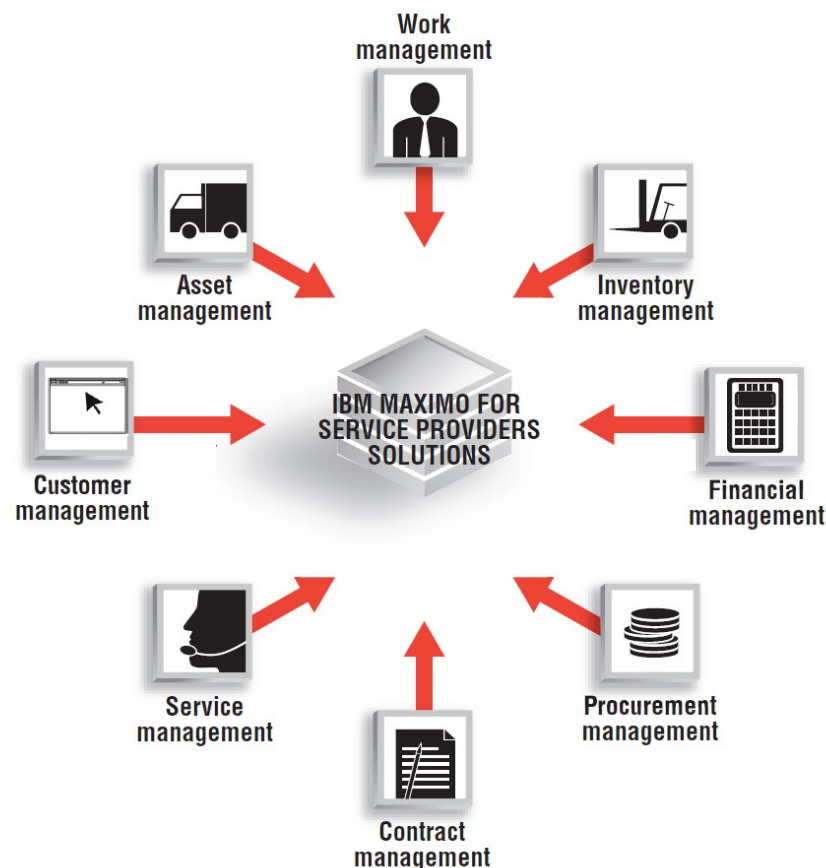 Work
management
Asset
management
Inventory
management
IBM MAXIMO FOR
SERVICE PROVIDERS
SOLUTIONS
Customer
management
Financial
management
Service
management
Procurement
management
Contract
management